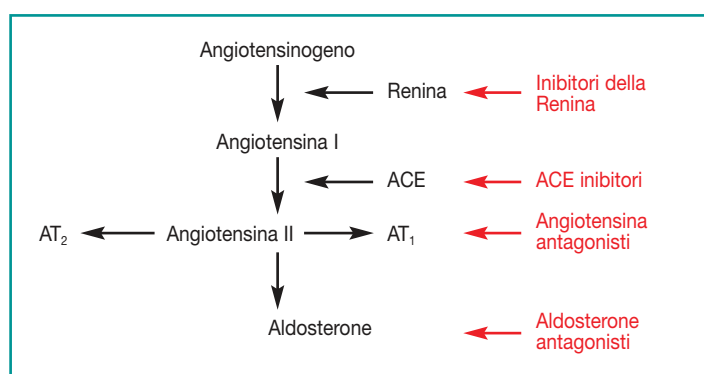 Angiotensinogeno
Renina
Inibitori della
Renina
Angiotensina I
ACE
ACE inibitori
AT₂
Angiotensina II
AT₁
Angiotensina
antagonisti
Aldosterone
Aldosterone
antagonisti